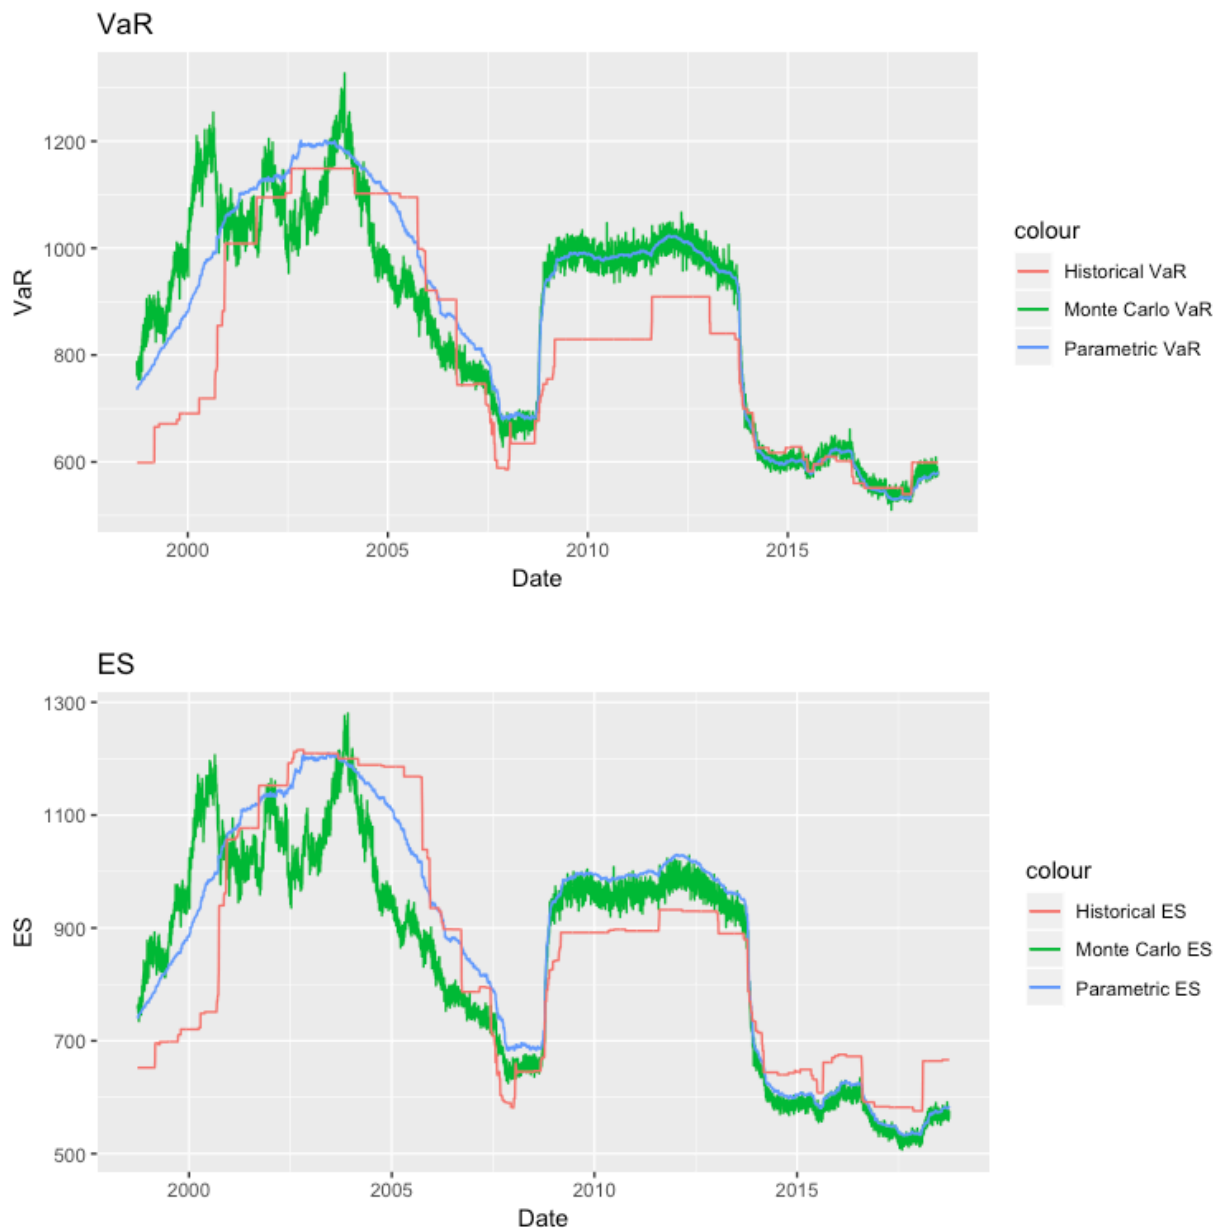 VaR
1200
1000
800
600
VaR
2000
2005
2010
2015
Date
colour
Historical VaR
Monte Carlo VaR
Parametric VaR
ES
1300
1100
900
700
500
ES
2000
2005
2010
2015
Date
colour
Historical ES
Monte Carlo ES
Parametric ES